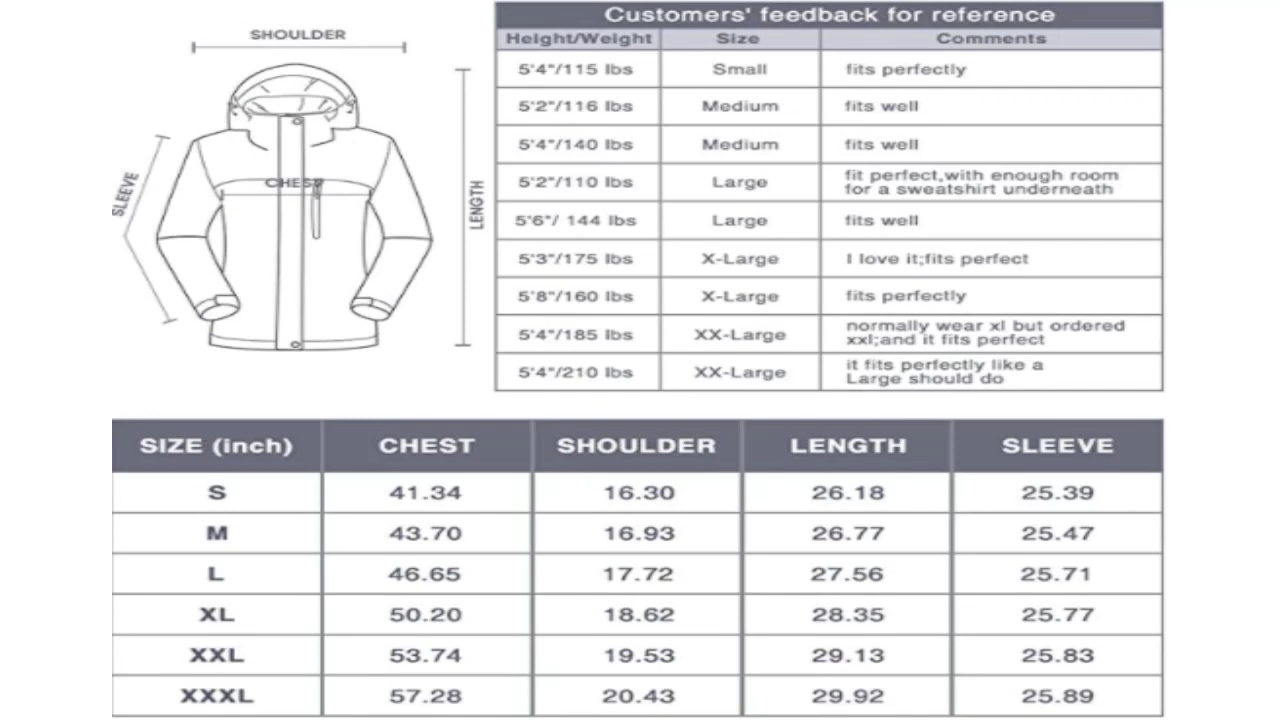 SHOULDER
SLEEVE
CHEST
LENGTH
Customers' feedback for reference
Height/Weight Size Comments
5'4"/115 lbs Small fits perfectly
5'2"/116 lbs Medium fits well
5'4"/140 lbs Medium fits well
5'2"/110 lbs Large fit perfect,with enough room
for a sweatshirt underneath
5'6"/ 144 lbs Large fits well
5'3"/175 lbs X-Large I love it;fits perfect
5'8"/160 lbs X-Large fits perfectly
5'4"/185 lbs XX-Large normally wear xl but ordered
xxl;and it fits perfect
5'4"/210 lbs XX-Large it fits perfectly like a
Large should do
SIZE (inch) CHEST SHOULDER LENGTH SLEEVE
S 41.34 16.30 26.18 25.39
M 43.70 16.93 26.77 25.47
L 46.65 17.72 27.56 25.71
XL 50.20 18.62 28.35 25.77
XXL 53.74 19.53 29.13 25.83
XXXL 57.28 20.43 29.92 25.89